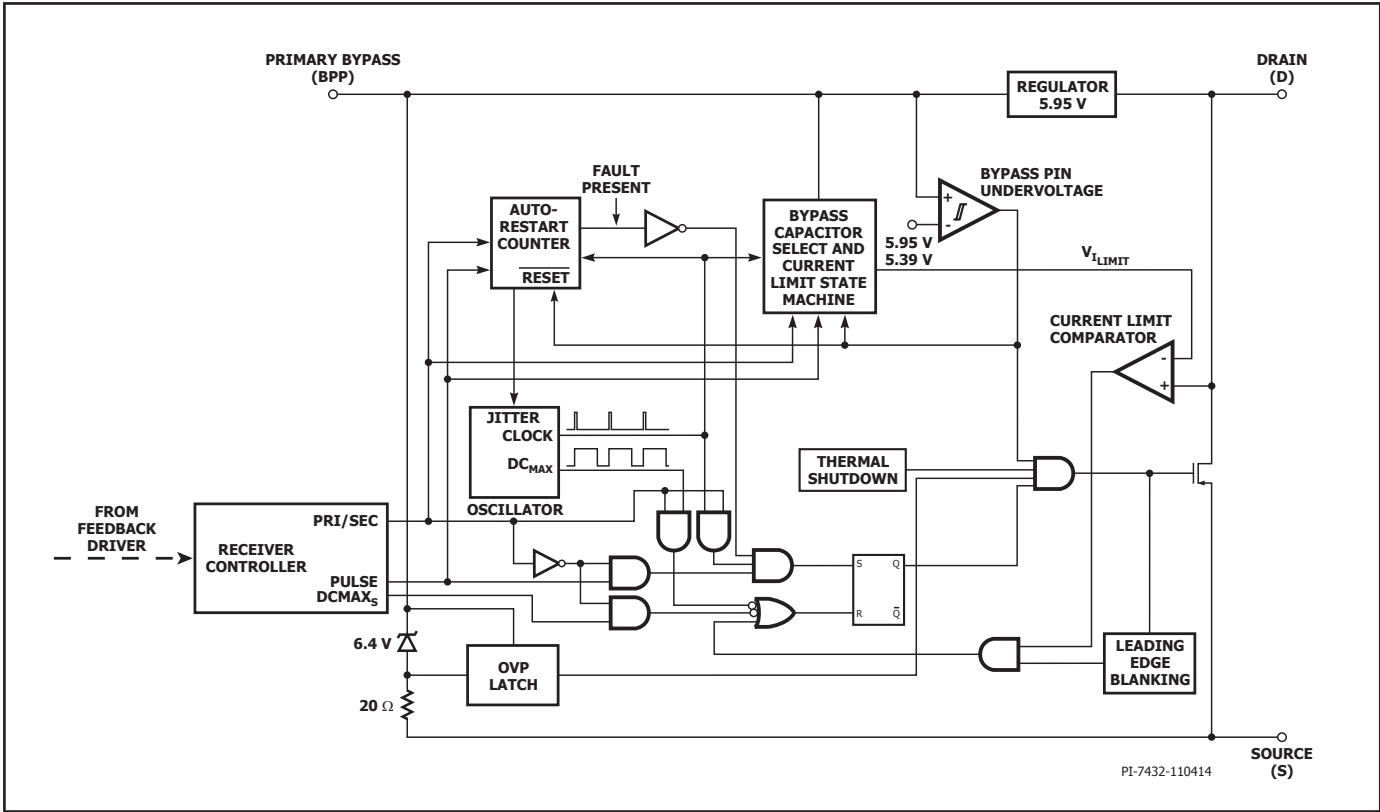 PRIMARY BYPASS
(BPP)
DRAIN
(D)
REGULATOR
5.95 V
FAULT
PRESENT
BYPASS PIN
UNDERVOLTAGE
AUTO-
RESTART
COUNTER
RESET
BYPASS
CAPACITOR
SELECT AND
CURRENT
LIMIT STATE
MACHINE
+
-
5.95 V
5.39 V
VILIMIT
CURRENT LIMIT
COMPARATOR
-
+
JITTER
CLOCK
DCMAX
OSCILLATOR
THERMAL
SHUTDOWN
FROM
FEEDBACK
DRIVER
RECEIVER
CONTROLLER
PRI/SEC
PULSE
DCMAXS
S Q
R Q̅
6.4 V
OVP
LATCH
LEADING
EDGE
BLANKING
20 Ω
SOURCE
(S)
PI-7432-110414